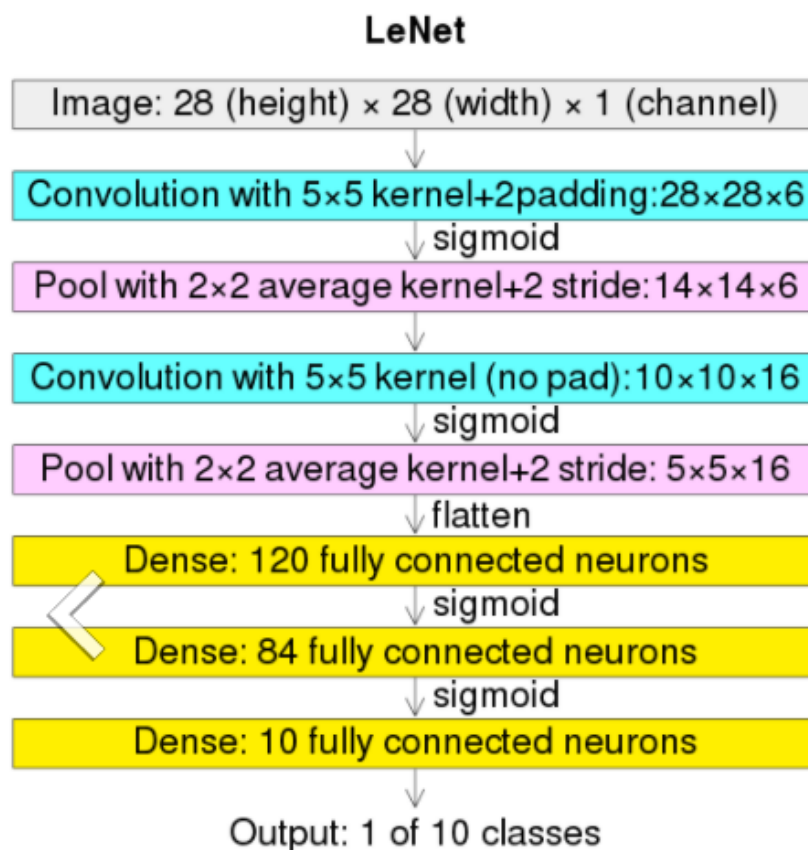 LeNet
Image: 28 (height) × 28 (width) × 1 (channel)
Convolution with 5×5 kernel+2padding:28×28×6
sigmoid
Pool with 2×2 average kernel+2 stride:14×14×6
Convolution with 5×5 kernel (no pad):10×10×16
sigmoid
Pool with 2×2 average kernel+2 stride: 5×5×16
flatten
Dense: 120 fully connected neurons
sigmoid
Dense: 84 fully connected neurons
sigmoid
Dense: 10 fully connected neurons
Output: 1 of 10 classes